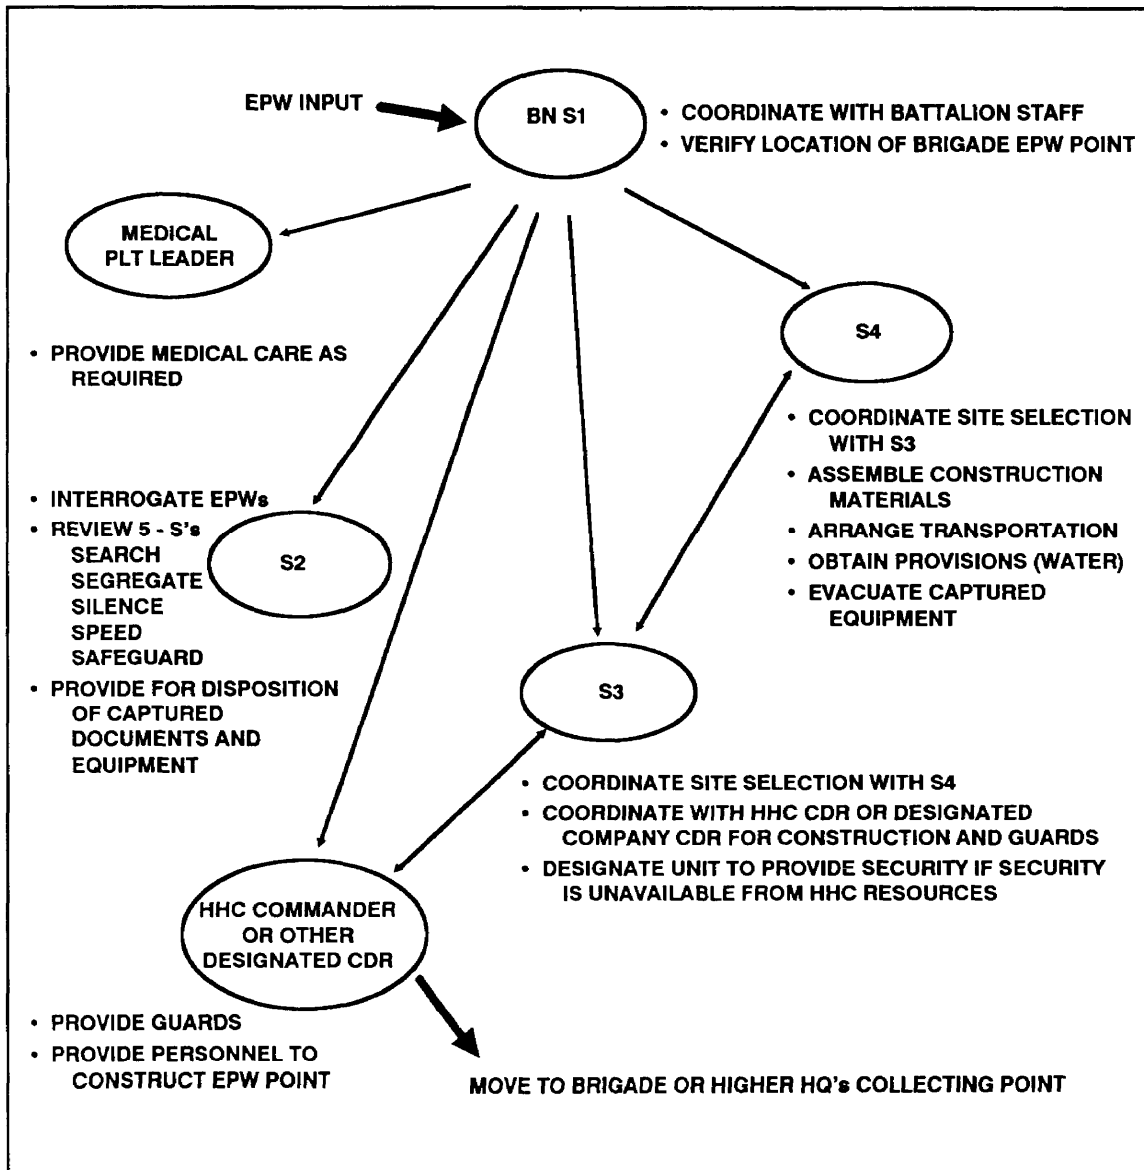 EPW INPUT
BN S1
• COORDINATE WITH BATTALION STAFF
• VERIFY LOCATION OF BRIGADE EPW POINT
MEDICAL
PLT LEADER
• PROVIDE MEDICAL CARE AS
REQUIRED
S4
• COORDINATE SITE SELECTION
WITH S3
• ASSEMBLE CONSTRUCTION
MATERIALS
• ARRANGE TRANSPORTATION
• OBTAIN PROVISIONS (WATER)
• EVACUATE CAPTURED
EQUIPMENT
• INTERROGATE EPWs
• REVIEW 5 - S's
SEARCH
SEGREGATE
SILENCE
SPEED
SAFEGUARD
• PROVIDE FOR DISPOSITION
OF CAPTURED
DOCUMENTS AND
EQUIPMENT
S2
S3
• COORDINATE SITE SELECTION WITH S4
• COORDINATE WITH HHC CDR OR DESIGNATED
COMPANY CDR FOR CONSTRUCTION AND GUARDS
• DESIGNATE UNIT TO PROVIDE SECURITY IF SECURITY
IS UNAVAILABLE FROM HHC RESOURCES
HHC COMMANDER
OR OTHER
DESIGNATED CDR
• PROVIDE GUARDS
• PROVIDE PERSONNEL TO
CONSTRUCT EPW POINT
MOVE TO BRIGADE OR HIGHER HQ's COLLECTING POINT